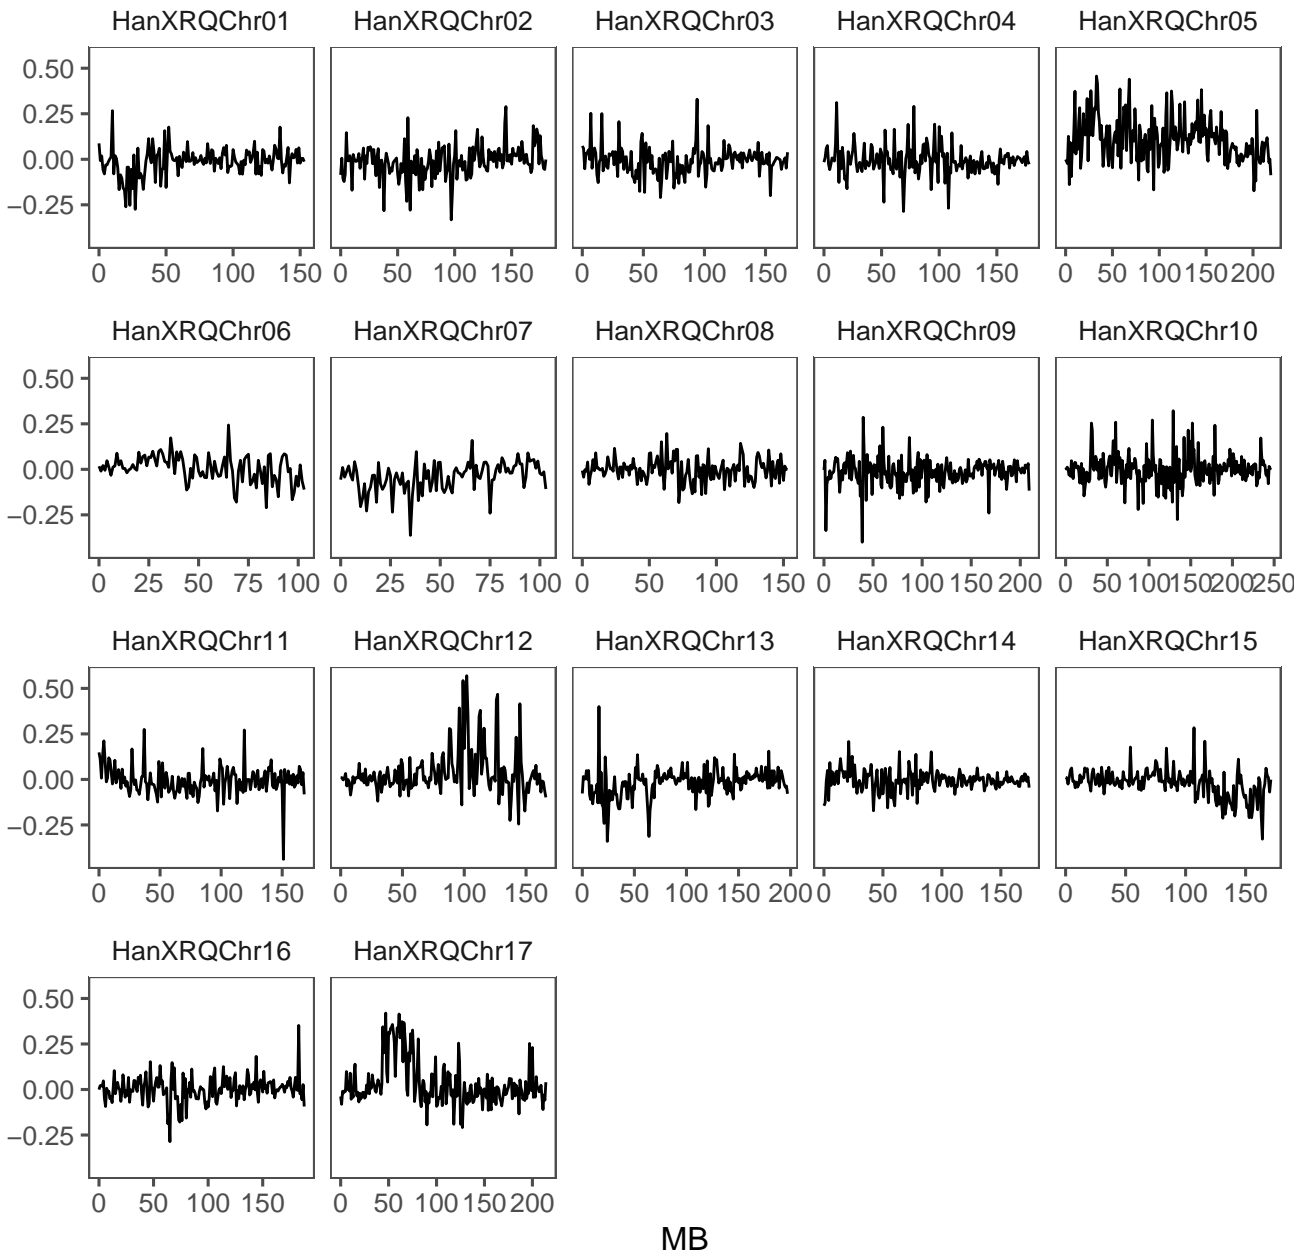 HanXRQChr01 HanXRQChr02 HanXRQChr03 HanXRQChr04 HanXRQChr05
0.50
0.25
0.00
−0.25
0 50 100 150 0 50 100 150 0 50 100 150 0 50 100 150 0 50 100 150 200
HanXRQChr06 HanXRQChr07 HanXRQChr08 HanXRQChr09 HanXRQChr10
0.50
0.25
0.00
−0.25
0 25 50 75 100 0 25 50 75 100 0 50 100 150 0 50 100 150 200 0 50 100 150 200 250
HanXRQChr11 HanXRQChr12 HanXRQChr13 HanXRQChr14 HanXRQChr15
0.50
0.25
0.00
−0.25
0 50 100 150 0 50 100 150 0 50 100 150 200 0 50 100 150 0 50 100 150
HanXRQChr16 HanXRQChr17
0.50
0.25
0.00
−0.25
0 50 100 150 0 50 100 150 200
MB